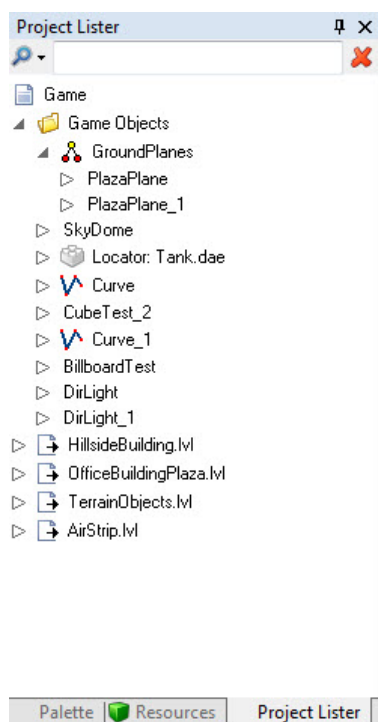 Project Lister
Game
Game Objects
GroundPlanes
PlazaPlane
PlazaPlane_1
SkyDome
Locator: Tank.dae
Curve
CubeTest_2
Curve_1
BillboardTest
DirLight
DirLight_1
HillsideBuilding.lvl
OfficeBuildingPlaza.lvl
TerrainObjects.lvl
AirStrip.lvl
Palette Resources Project Lister